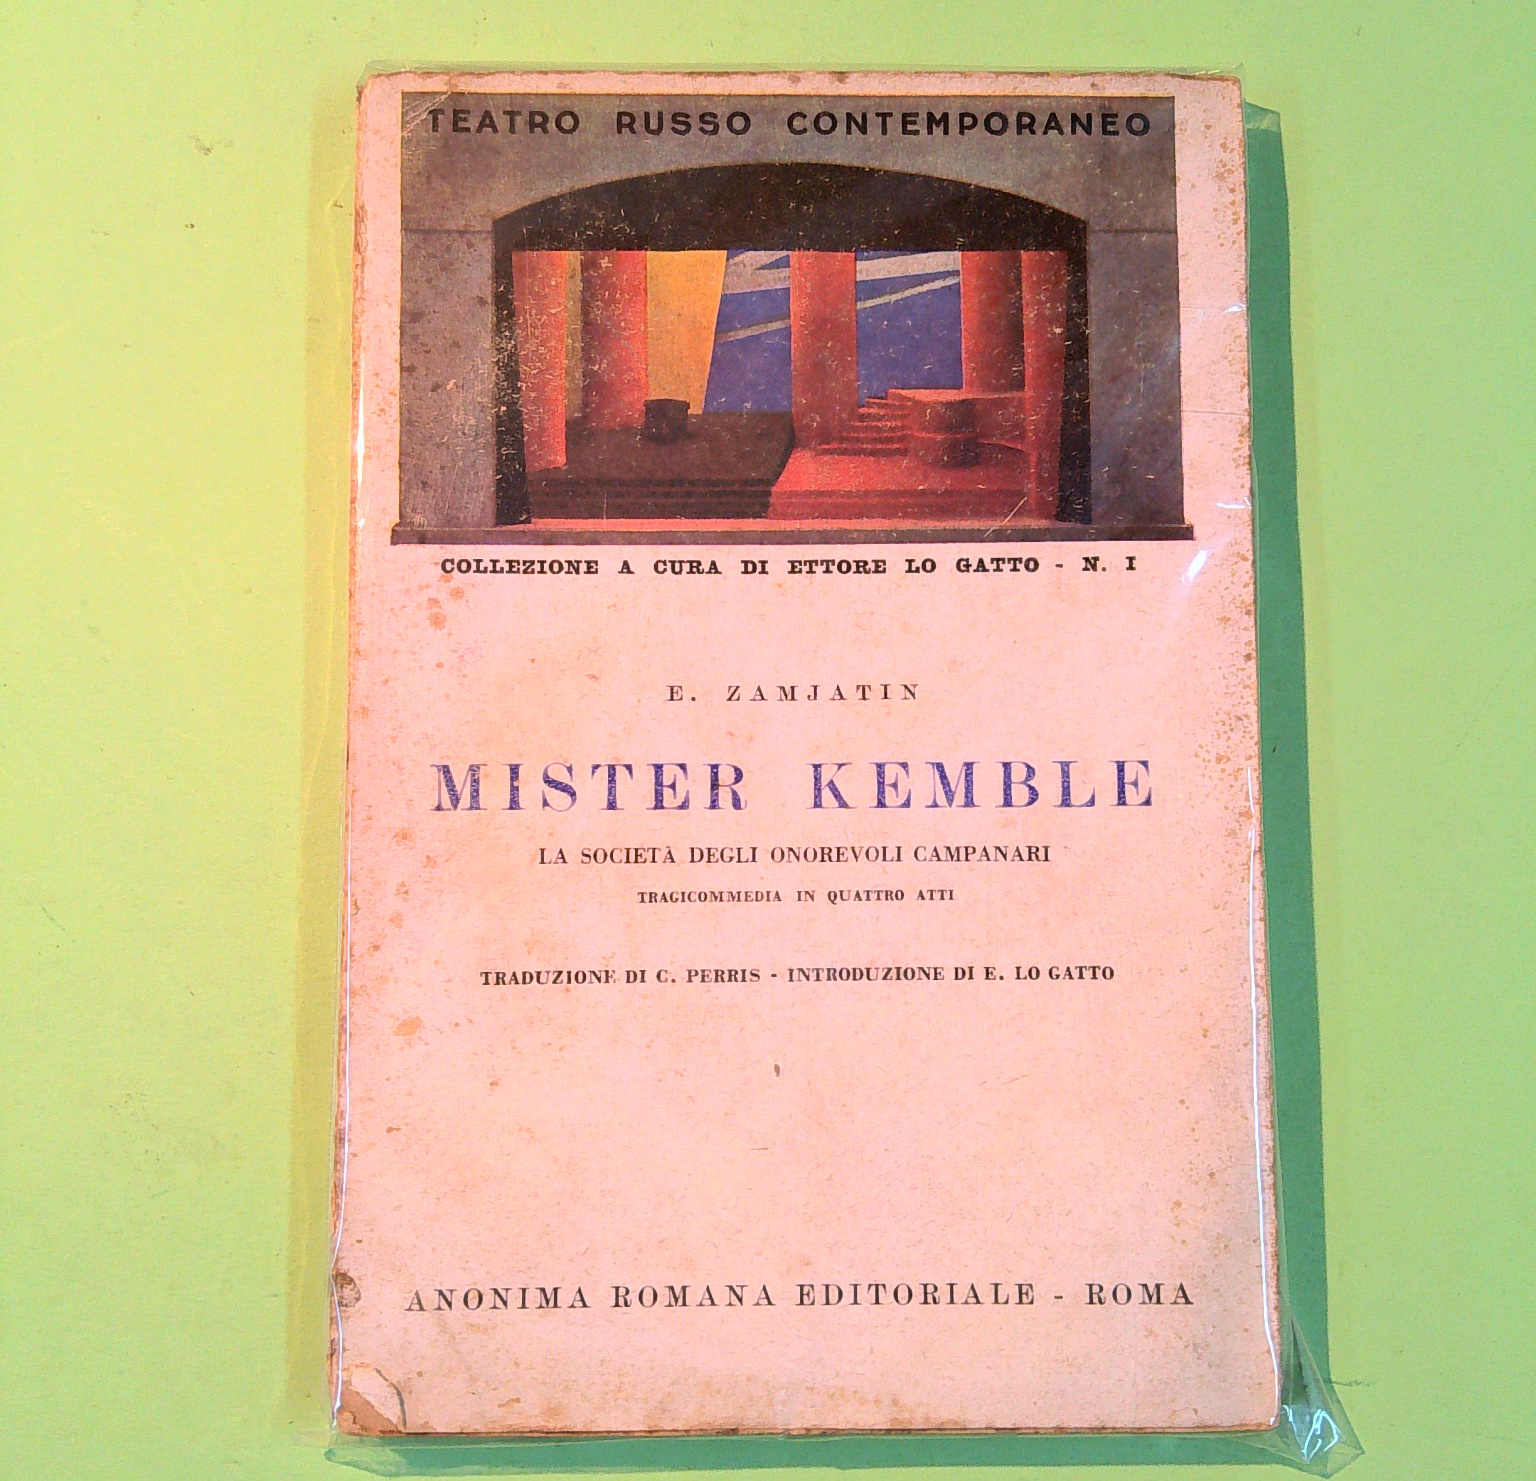 TEATRO RUSSO CONTEMPORANEO
COLLEZIONE A CURA DI ETTORE LO GATTO - N. I
E. ZAMJATIN
MISTER KEMBLE
LA SOCIETÀ DEGLI ONOREVOLI CAMPANARI
TRAGICOMMEDIA IN QUATTRO ATTI
TRADUZIONE DI C. PERRIS - INTRODUZIONE DI E. LO GATTO
ANONIMA ROMANA EDITORIALE - ROMA